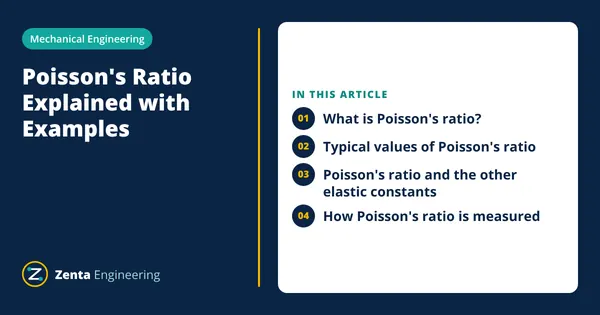 Mechanical Engineering
Poisson's Ratio
Explained with
Examples
Zenta Engineering
IN THIS ARTICLE
01 What is Poisson's ratio?
02 Typical values of Poisson's ratio
03 Poisson's ratio and the other
elastic constants
04 How Poisson's ratio is measured